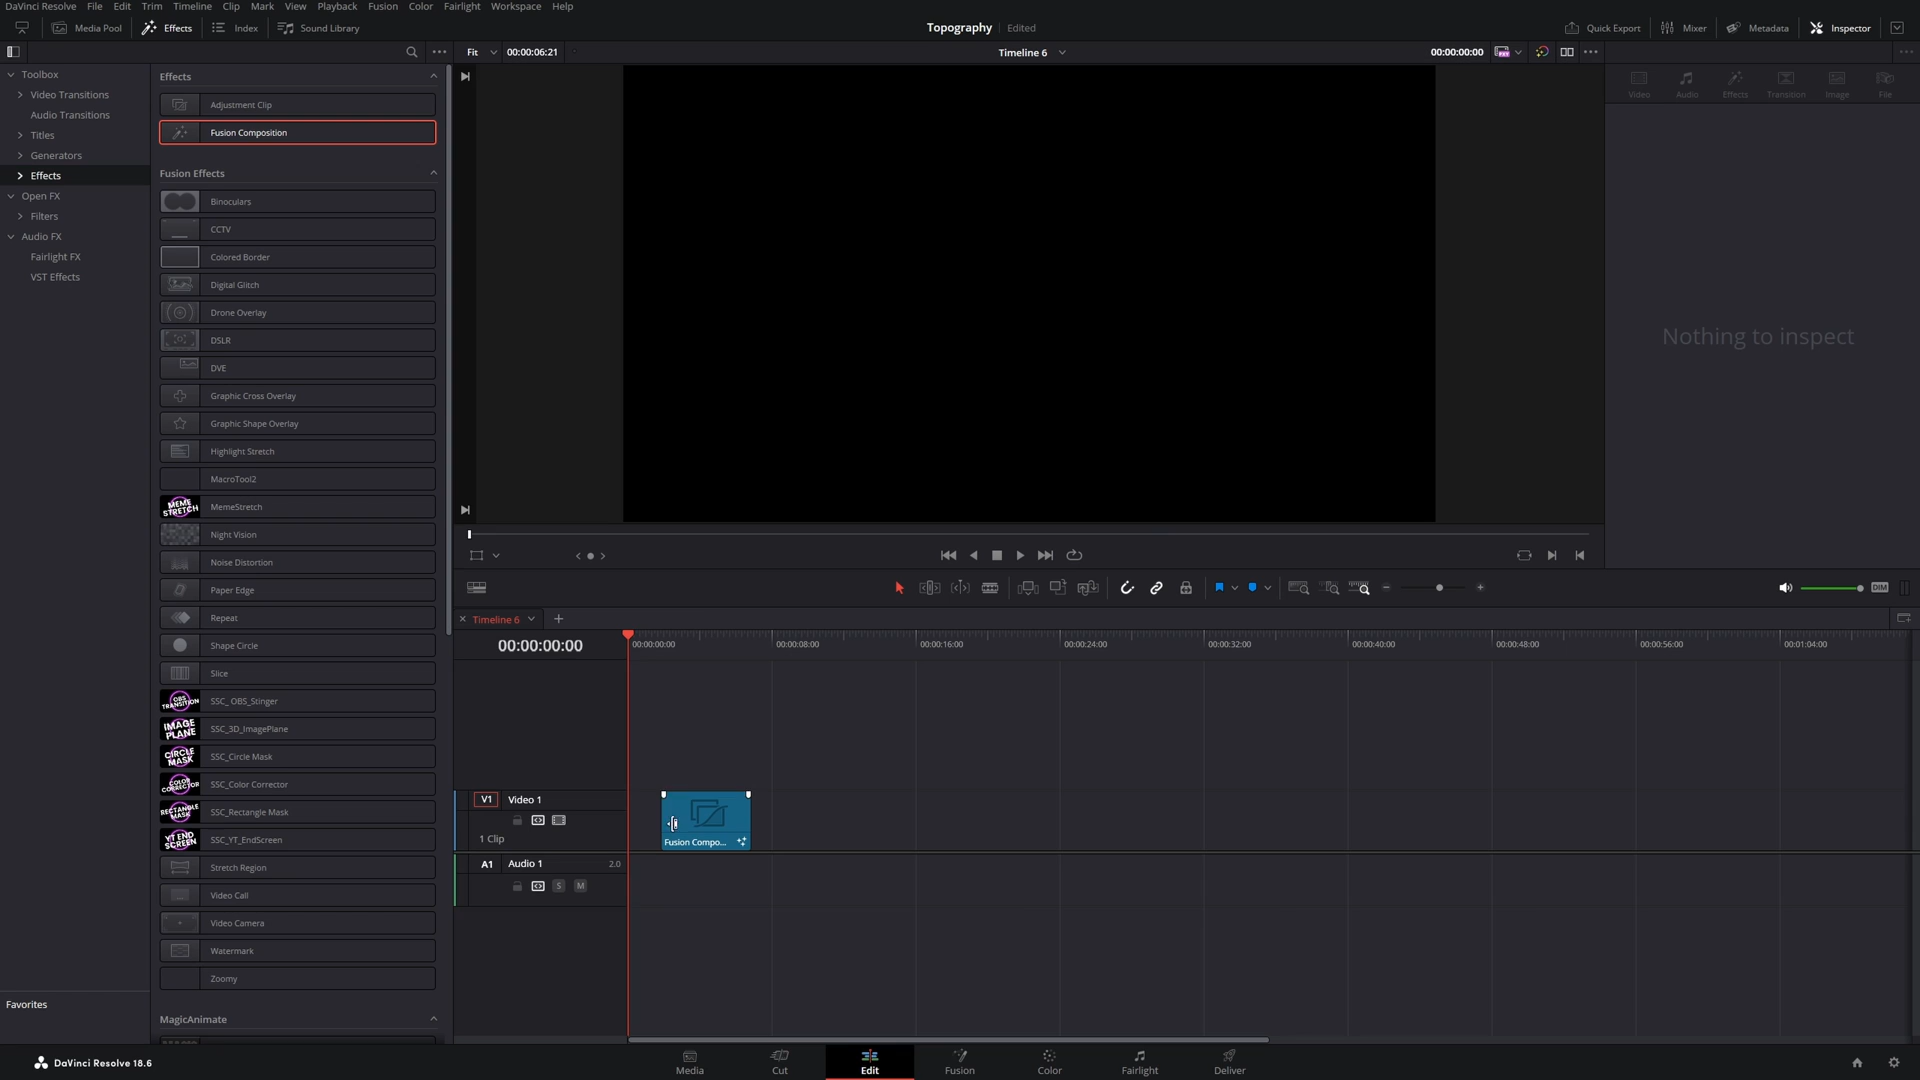 DaVinci Resolve File Edit Trim Timeline Clip Mark View Playback Fusion Color Fairlight Workspace Help
Media Pool Effects Index Sound Library
Topography Edited
Quick Export Mixer Metadata Inspector
Fit 00:00:06:21 Timeline 6 00:00:00:00
Toolbox
Video Transitions
Audio Transitions
Titles
Generators
Effects
Open FX
Filters
Audio FX
Fairlight FX
VST Effects
Favorites
Effects
Adjustment Clip
Fusion Composition
Fusion Effects
Binoculars
CCTV
Colored Border
Digital Glitch
Drone Overlay
DSLR
DVE
Graphic Cross Overlay
Graphic Shape Overlay
Highlight Stretch
MacroTool2
MEME STRETCH MemeStretch
Night Vision
Noise Distortion
Paper Edge
Repeat
Shape Circle
Slice
OBS TRANSITION SSC_ OBS_Stinger
IMAGE PLANE SSC_3D_ImagePlane
CIRCLE MASK SSC_Circle Mask
COLOR CORRECTOR SSC_Color Corrector
RECTANGLE MASK SSC_Rectangle Mask
YT END SCREEN SSC_YT_EndScreen
Stretch Region
Video Call
Video Camera
Watermark
Zoomy
MagicAnimate
Video Audio Effects Transition Image File
Nothing to inspect
DIM
Timeline 6
00:00:00:00
00:00:00:00 00:00:08:00 00:00:16:00 00:00:24:00 00:00:32:00 00:00:40:00 00:00:48:00 00:00:56:00 00:01:04:00
V1 Video 1
1 Clip
Fusion Compo...
A1 Audio 1 2.0
S M
DaVinci Resolve 18.6
Media Cut Edit Fusion Color Fairlight Deliver